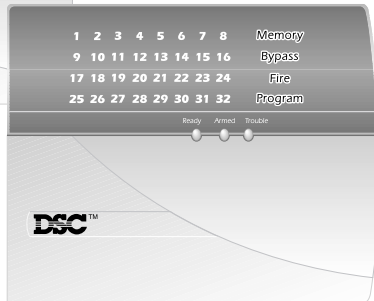 1 2 3 4 5 6 7 8 Memory
9 10 11 12 13 14 15 16 Bypass
17 18 19 20 21 22 23 24 Fire
25 26 27 28 29 30 31 32 Program
Ready Armed Trouble
DSC™